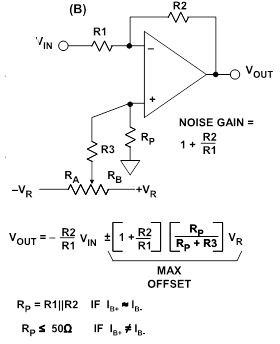 (B)
R2
V_IN
R1
−
+
V_OUT
NOISE GAIN =
1 + R2/R1
R3
R_P
R_A
R_B
−V_R
+V_R
V_OUT = − R2/R1 V_IN ± [1 + R2/R1] [R_P/(R_P + R3)] V_R
MAX
OFFSET
R_P = R1||R2 IF I_B+ ≈ I_B-
R_P ≤ 50Ω IF I_B+ ≠ I_B-